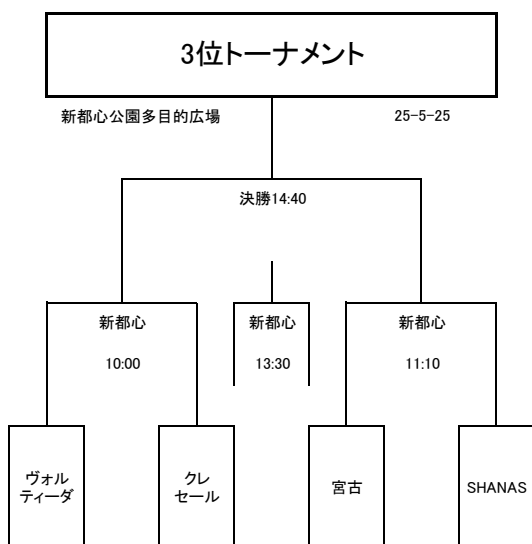 3位トーナメント
新都心公園多目的広場 25-5-25
決勝14:40
新都心 新都心 新都心
10:00 13:30 11:10
ヴォル
ティーダ
クレ
セール
宮古
SHANAS